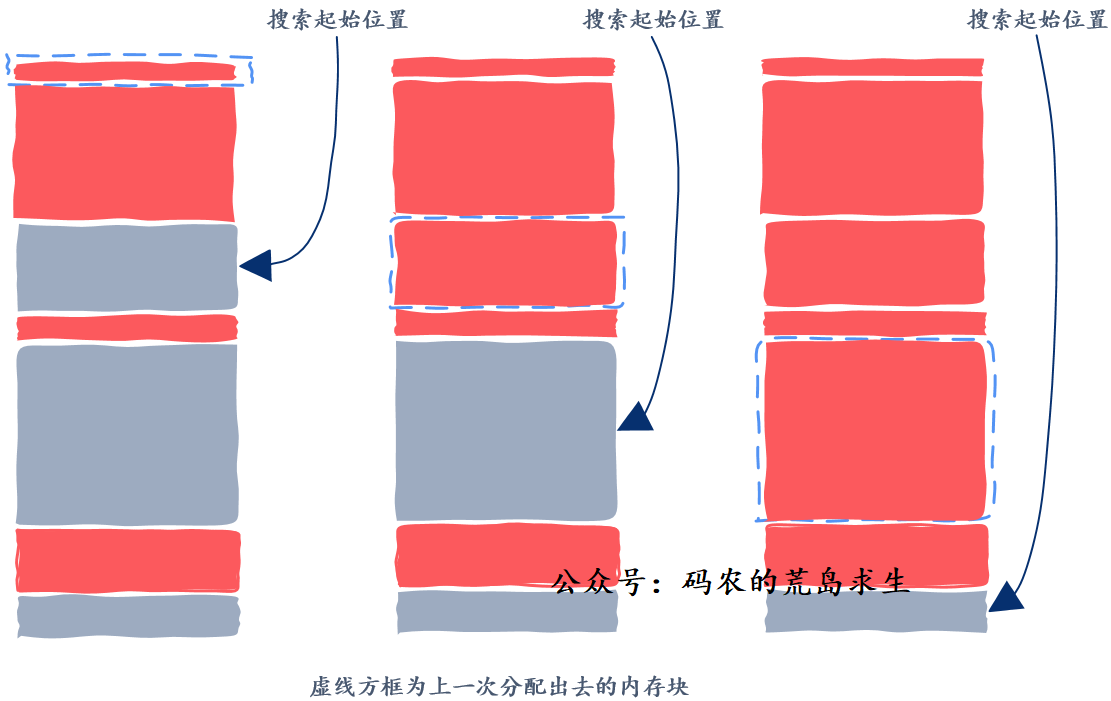 搜索起始位置
搜索起始位置
搜索起始位置
公众号：码农的荒岛求生
虚线方框为上一次分配出去的内存块